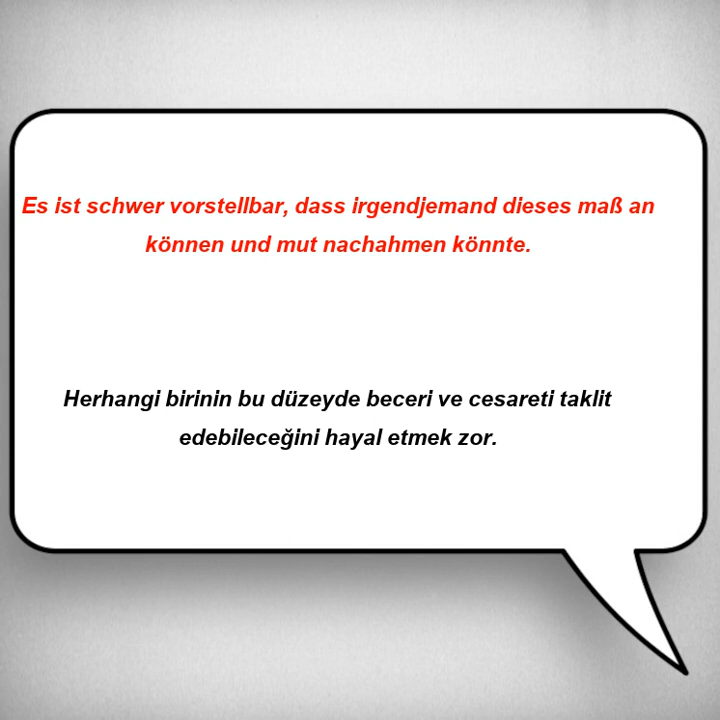 Es ist schwer vorstellbar, dass irgendjemand dieses maß an
können und mut nachahmen könnte.
Herhangi birinin bu düzeyde beceri ve cesareti taklit
edebileceğini hayal etmek zor.